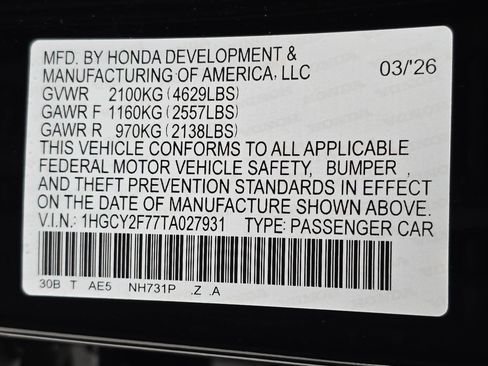 MFD. BY HONDA DEVELOPMENT &
MANUFACTURING OF AMERICA, LLC 03/'26
GVWR 2100KG (4629LBS)
GAWR F 1160KG (2557LBS)
GAWR R 970KG (2138LBS)
THIS VEHICLE CONFORMS TO ALL APPLICABLE
FEDERAL MOTOR VEHICLE SAFETY, BUMPER ,
AND THEFT PREVENTION STANDARDS IN EFFECT
ON THE DATE OF MANUFACTURE SHOWN ABOVE.
V.I.N.: 1HGCY2F77TA027931 TYPE: PASSENGER CAR
30B T AE5 NH731P .Z .A